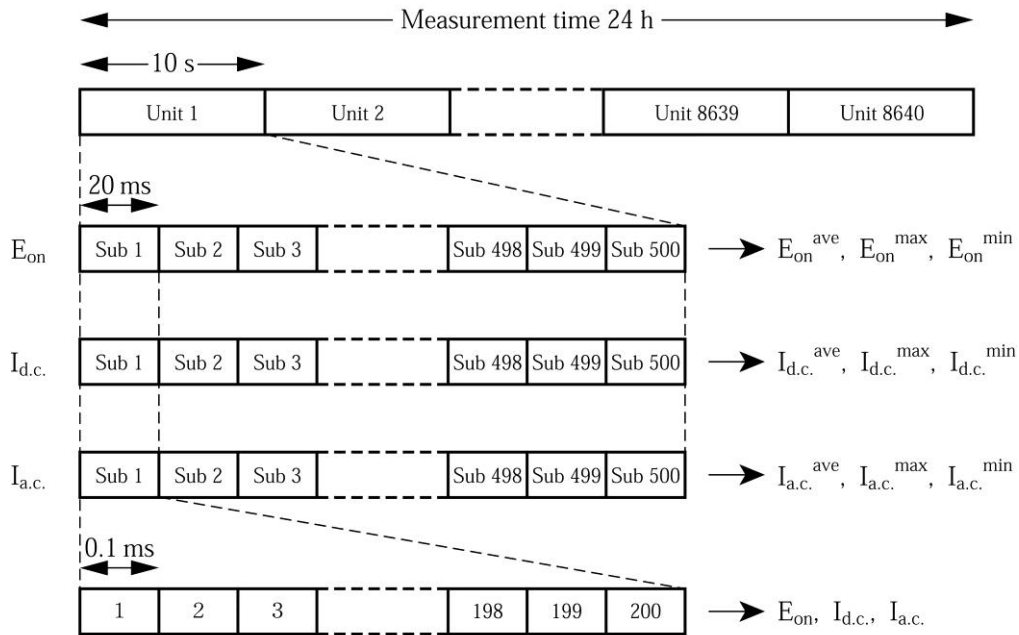 Measurement time 24 h
10 s
Unit 1 Unit 2 Unit 8639 Unit 8640
20 ms
E_on Sub 1 Sub 2 Sub 3 Sub 498 Sub 499 Sub 500 E_on^ave, E_on^max, E_on^min
I_d.c. Sub 1 Sub 2 Sub 3 Sub 498 Sub 499 Sub 500 I_d.c.^ave, I_d.c.^max, I_d.c.^min
I_a.c. Sub 1 Sub 2 Sub 3 Sub 498 Sub 499 Sub 500 I_a.c.^ave, I_a.c.^max, I_a.c.^min
0.1 ms
1 2 3 198 199 200 E_on, I_d.c., I_a.c.